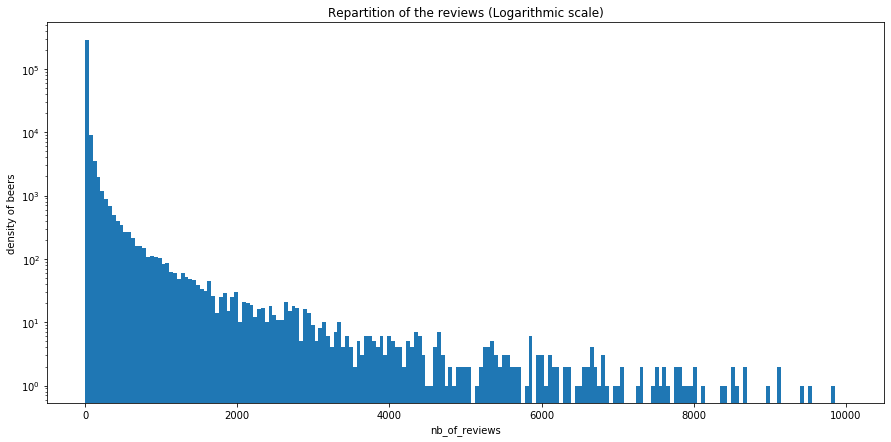 Repartition of the reviews (Logarithmic scale)
density of beers
10⁵
10⁴
10³
10²
10¹
10⁰
0 2000 4000 6000 8000 10000
nb_of_reviews